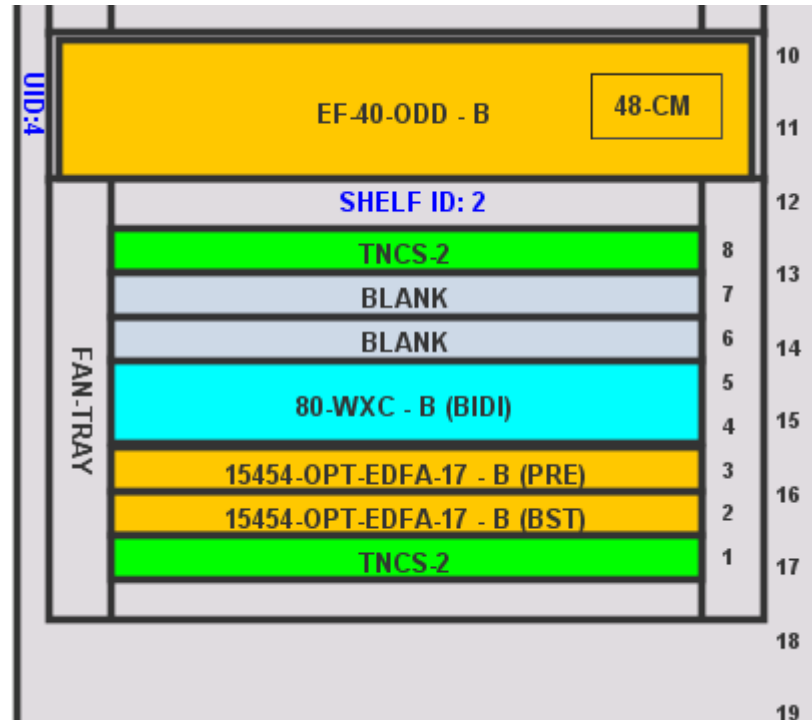 10
UID:4
EF-40-ODD - B
48-CM
11
SHELF ID: 2
12
TNCS-2
8
13
BLANK
7
BLANK
6
14
FAN-TRAY
5
80-WXC - B (BIDI)
4
15
15454-OPT-EDFA-17 - B (PRE)
3
16
15454-OPT-EDFA-17 - B (BST)
2
TNCS-2
1
17
18
19